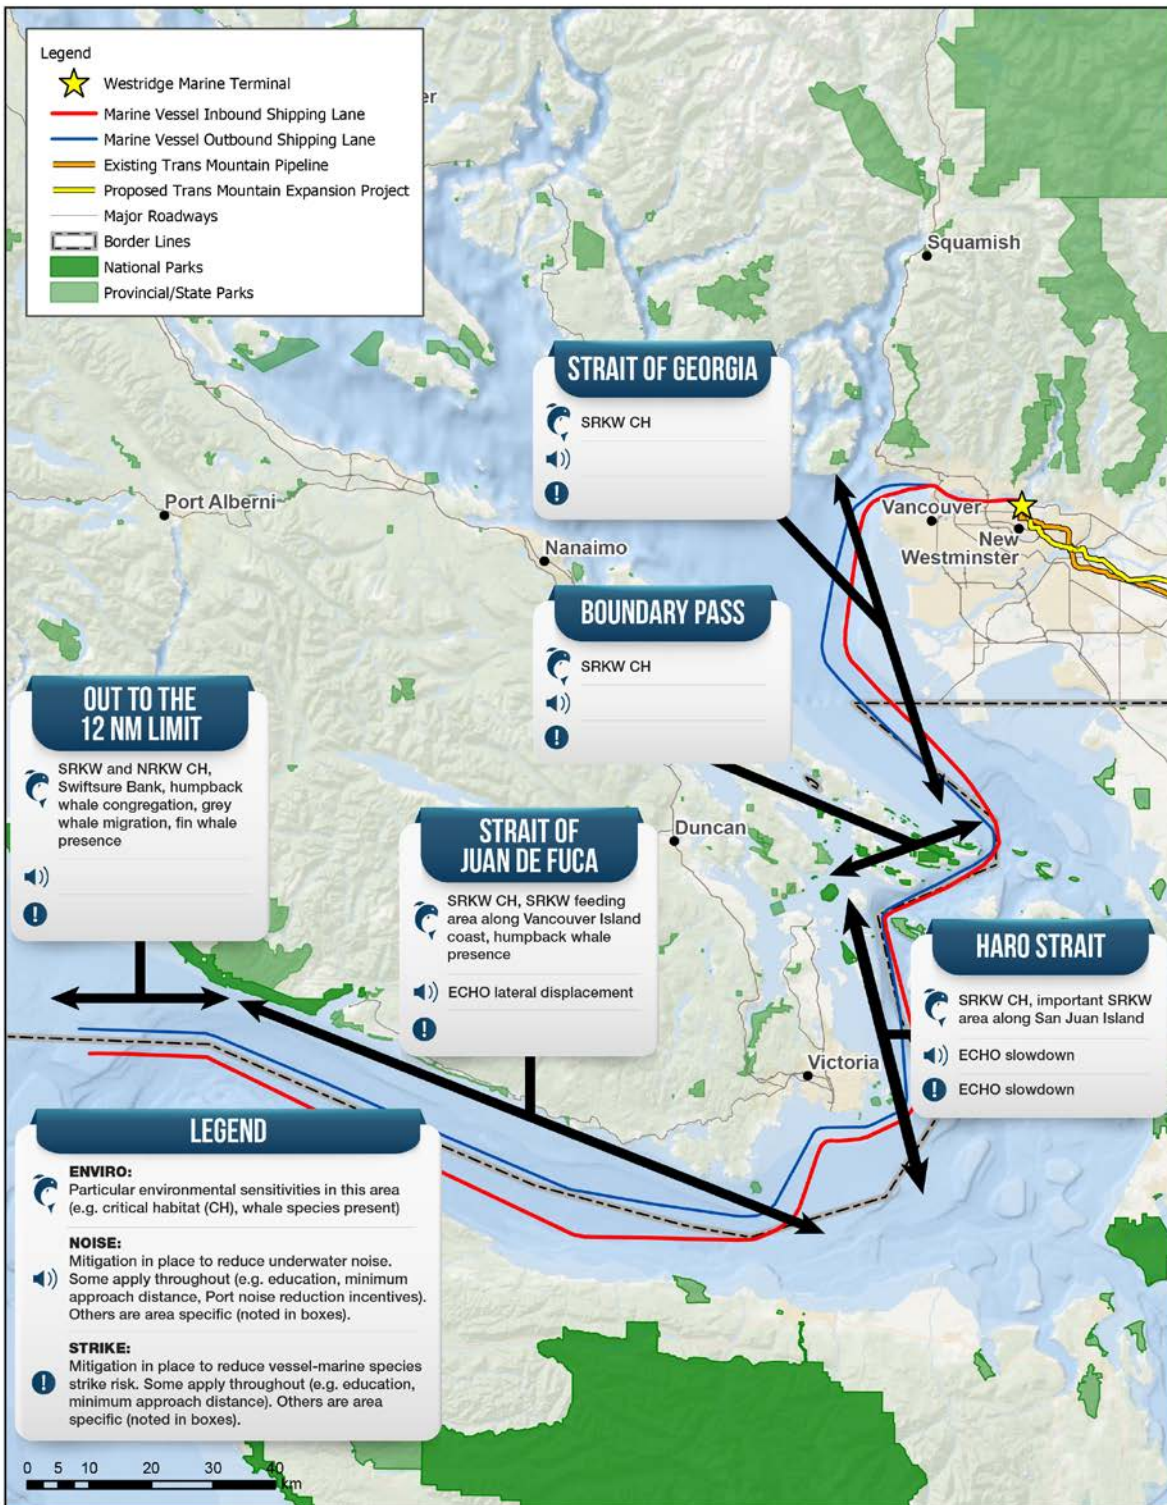 Legend
Westridge Marine Terminal
Marine Vessel Inbound Shipping Lane
Marine Vessel Outbound Shipping Lane
Existing Trans Mountain Pipeline
Proposed Trans Mountain Expansion Project
Major Roadways
Border Lines
National Parks
Provincial/State Parks
er
Squamish
STRAIT OF GEORGIA
SRKW CH
Port Alberni
Vancouver
New
Westminster
Nanaimo
BOUNDARY PASS
SRKW CH
OUT TO THE
12 NM LIMIT
SRKW and NRKW CH,
Swiftsure Bank, humpback
whale congregation, grey
whale migration, fin whale
presence
Duncan
STRAIT OF
JUAN DE FUCA
SRKW CH, SRKW feeding
area along Vancouver Island
coast, humpback whale
presence
ECHO lateral displacement
HARO STRAIT
SRKW CH, important SRKW
area along San Juan Island
ECHO slowdown
ECHO slowdown
Victoria
LEGEND
ENVIRO:
Particular environmental sensitivities in this area
(e.g. critical habitat (CH), whale species present)
NOISE:
Mitigation in place to reduce underwater noise.
Some apply throughout (e.g. education, minimum
approach distance, Port noise reduction incentives).
Others are area specific (noted in boxes).
STRIKE:
Mitigation in place to reduce vessel-marine species
strike risk. Some apply throughout (e.g. education,
minimum approach distance). Others are area
specific (noted in boxes).
0 5 10 20 30 40
km